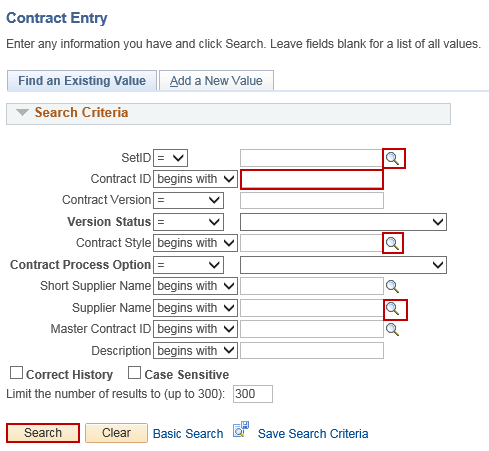 Contract Entry
Enter any information you have and click Search. Leave fields blank for a list of all values.
Find an Existing Value Add a New Value
Search Criteria
SetID =
Contract ID begins with
Contract Version =
Version Status =
Contract Style begins with
Contract Process Option =
Short Supplier Name begins with
Supplier Name begins with
Master Contract ID begins with
Description begins with
Correct History Case Sensitive
Limit the number of results to (up to 300): 300
Search Clear Basic Search Save Search Criteria